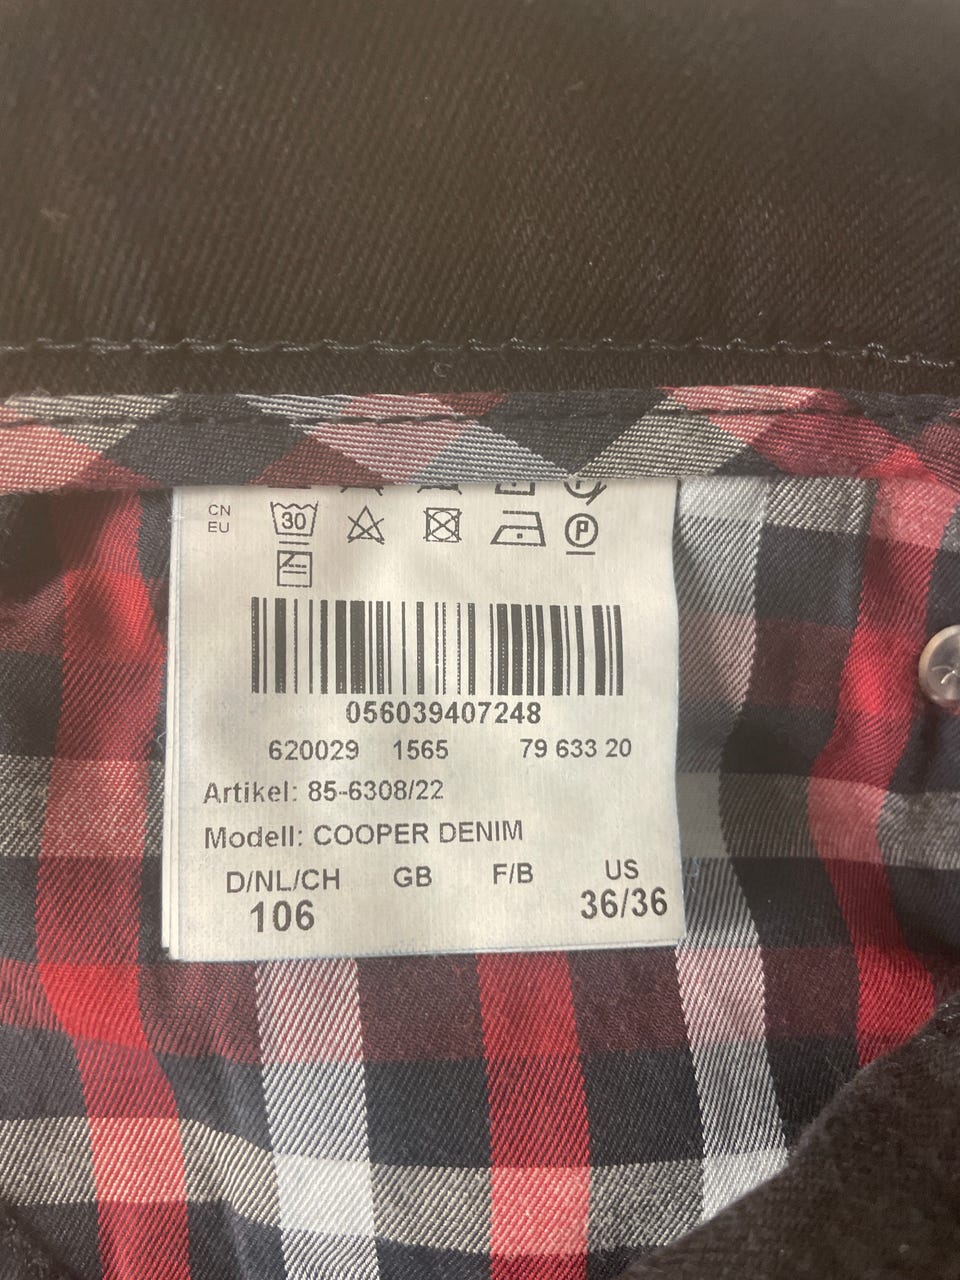 CN
EU
30
P
056039407248
620029 1565 79 633 20
Artikel: 85-6308/22
Modell: COOPER DENIM
D/NL/CH GB F/B US
106 36/36